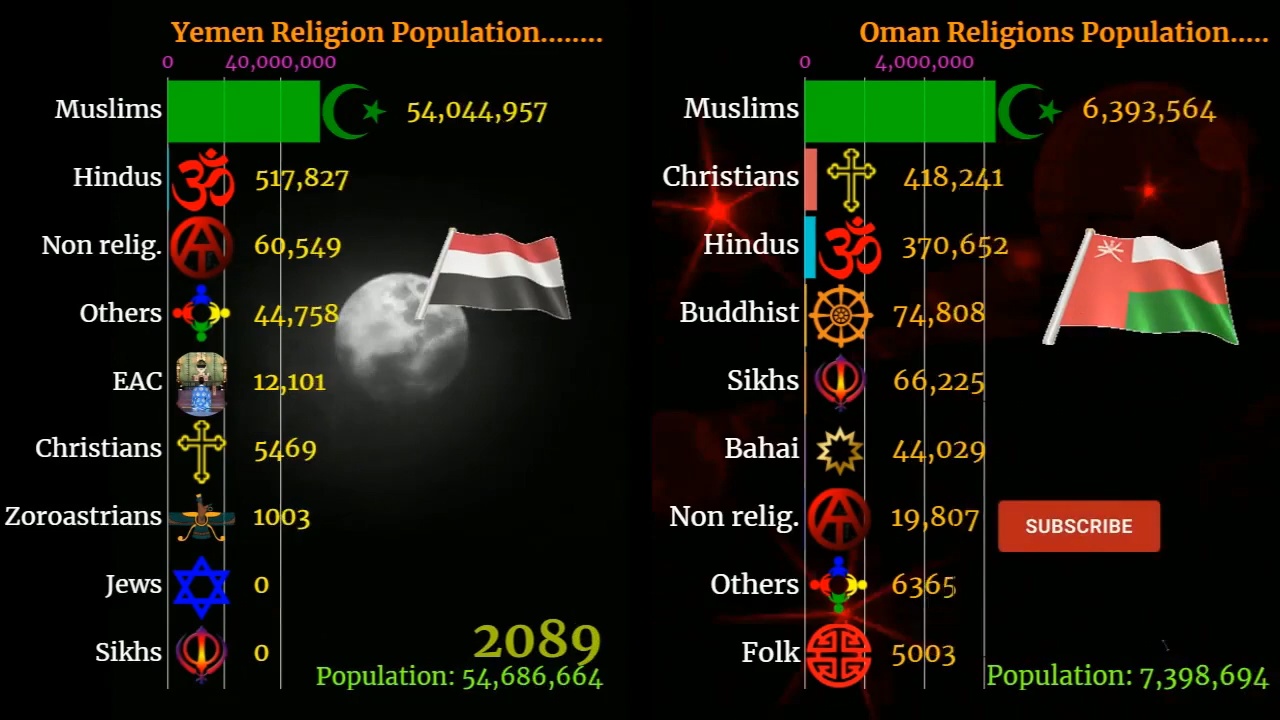 Yemen Religion Population........
0 40,000,000
Muslims 54,044,957
Hindus 517,827
Non relig. 60,549
Others 44,758
EAC 12,101
Christians 5469
Zoroastrians 1003
Jews 0
Sikhs 0
2089
Population: 54,686,664
Oman Religions Population.....
0 4,000,000
Muslims 6,393,564
Christians 418,241
Hindus 370,652
Buddhist 74,808
Sikhs 66,225
Bahai 44,029
Non relig. 19,807
SUBSCRIBE
Others 6365
Folk 5003
Population: 7,398,694